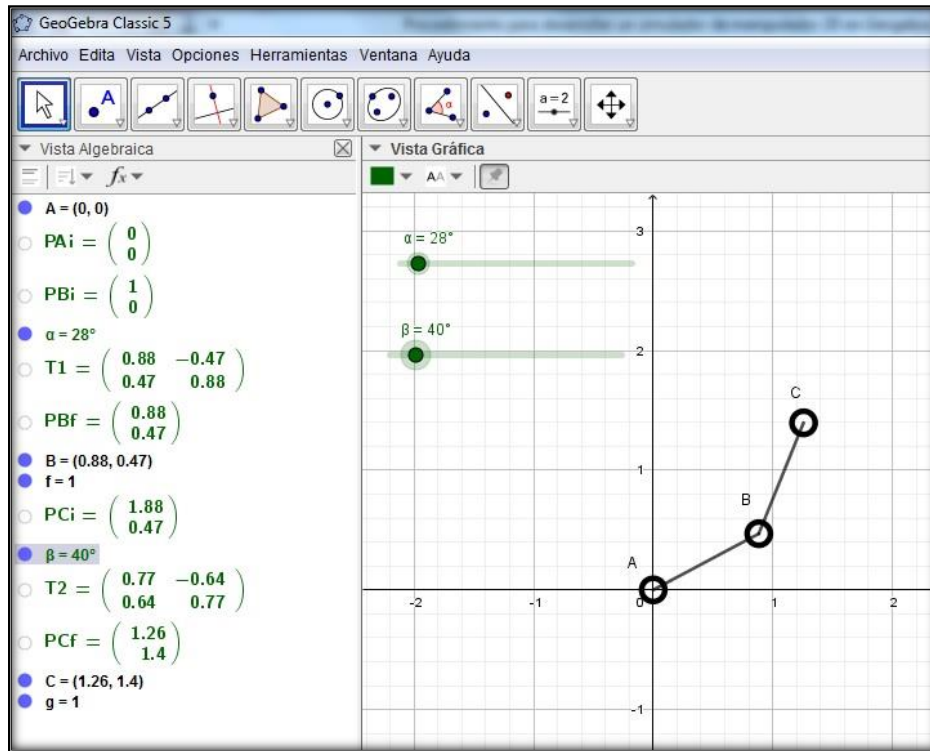 GeoGebra Classic 5
Archivo Edita Vista Opciones Herramientas Ventana Ayuda
A
α
a=2
Vista Algebraica
Vista Gráfica
fx
AA
A = (0, 0)
PAi = ( 0
0 )
PBi = ( 1
0 )
α = 28°
T1 = ( 0.88 −0.47
0.47 0.88 )
PBf = ( 0.88
0.47 )
B = (0.88, 0.47)
f = 1
PCi = ( 1.88
0.47 )
β = 40°
T2 = ( 0.77 −0.64
0.64 0.77 )
PCf = ( 1.26
1.4 )
C = (1.26, 1.4)
g = 1
3
α = 28°
β = 40°
2
C
1
B
A
-2 -1 0 1 2
-1